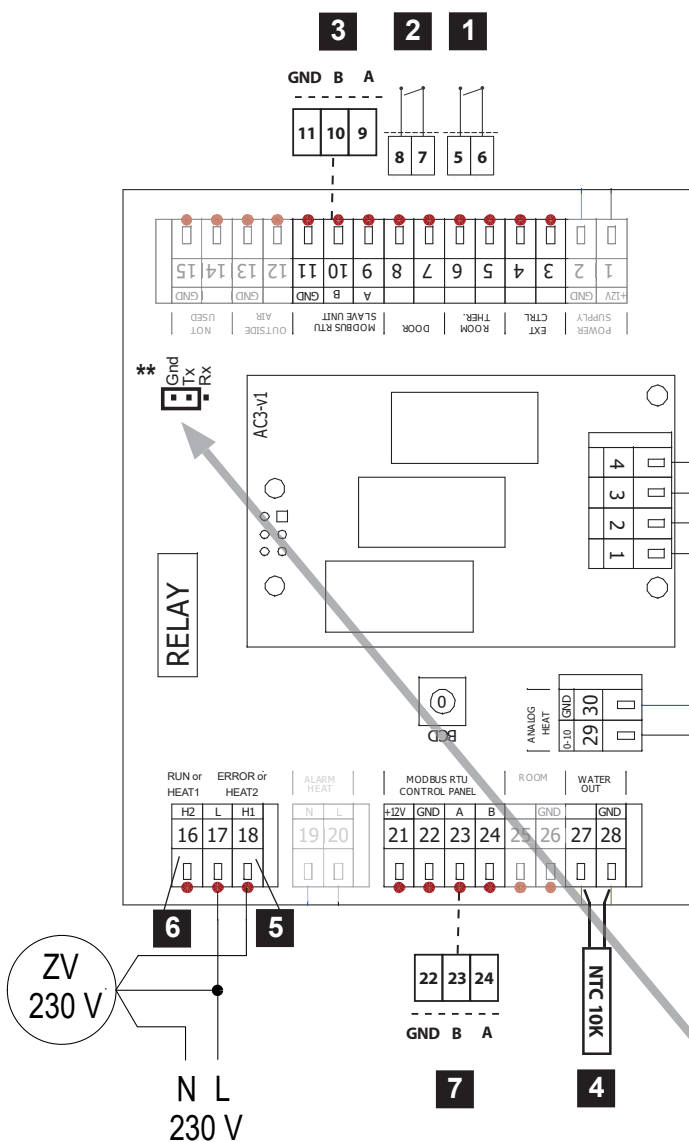 3 2 1
GND B A
11 10 9
8 7
5 6
15 14 13 12 11 10 9 8 7 6 5 4 3 2 1
GND GND GND B A GND +12V
NOT USED
OUTSIDE AIR
MODBUS RTU SLAVE UNIT
DOOR
ROOM THER.
EXT CTRL
POWER SUPPLY
**
Gnd
Tx
Rx
AC3-v1
4
3
2
1
RELAY
0
BCD
ANALOG HEAT
0-10 GND
29 30
RUN or HEAT1
ERROR or HEAT2
ALARM HEAT
MODBUS RTU CONTROL PANEL
ROOM
WATER OUT
H2 L H1
16 17 18
N L
19 20
+12V GND A B
21 22 23 24
GND
25 26
GND
27 28
6
5
ZV
230 V
22 23 24
GND B A
NTC 10K
7
4
N L
230 V